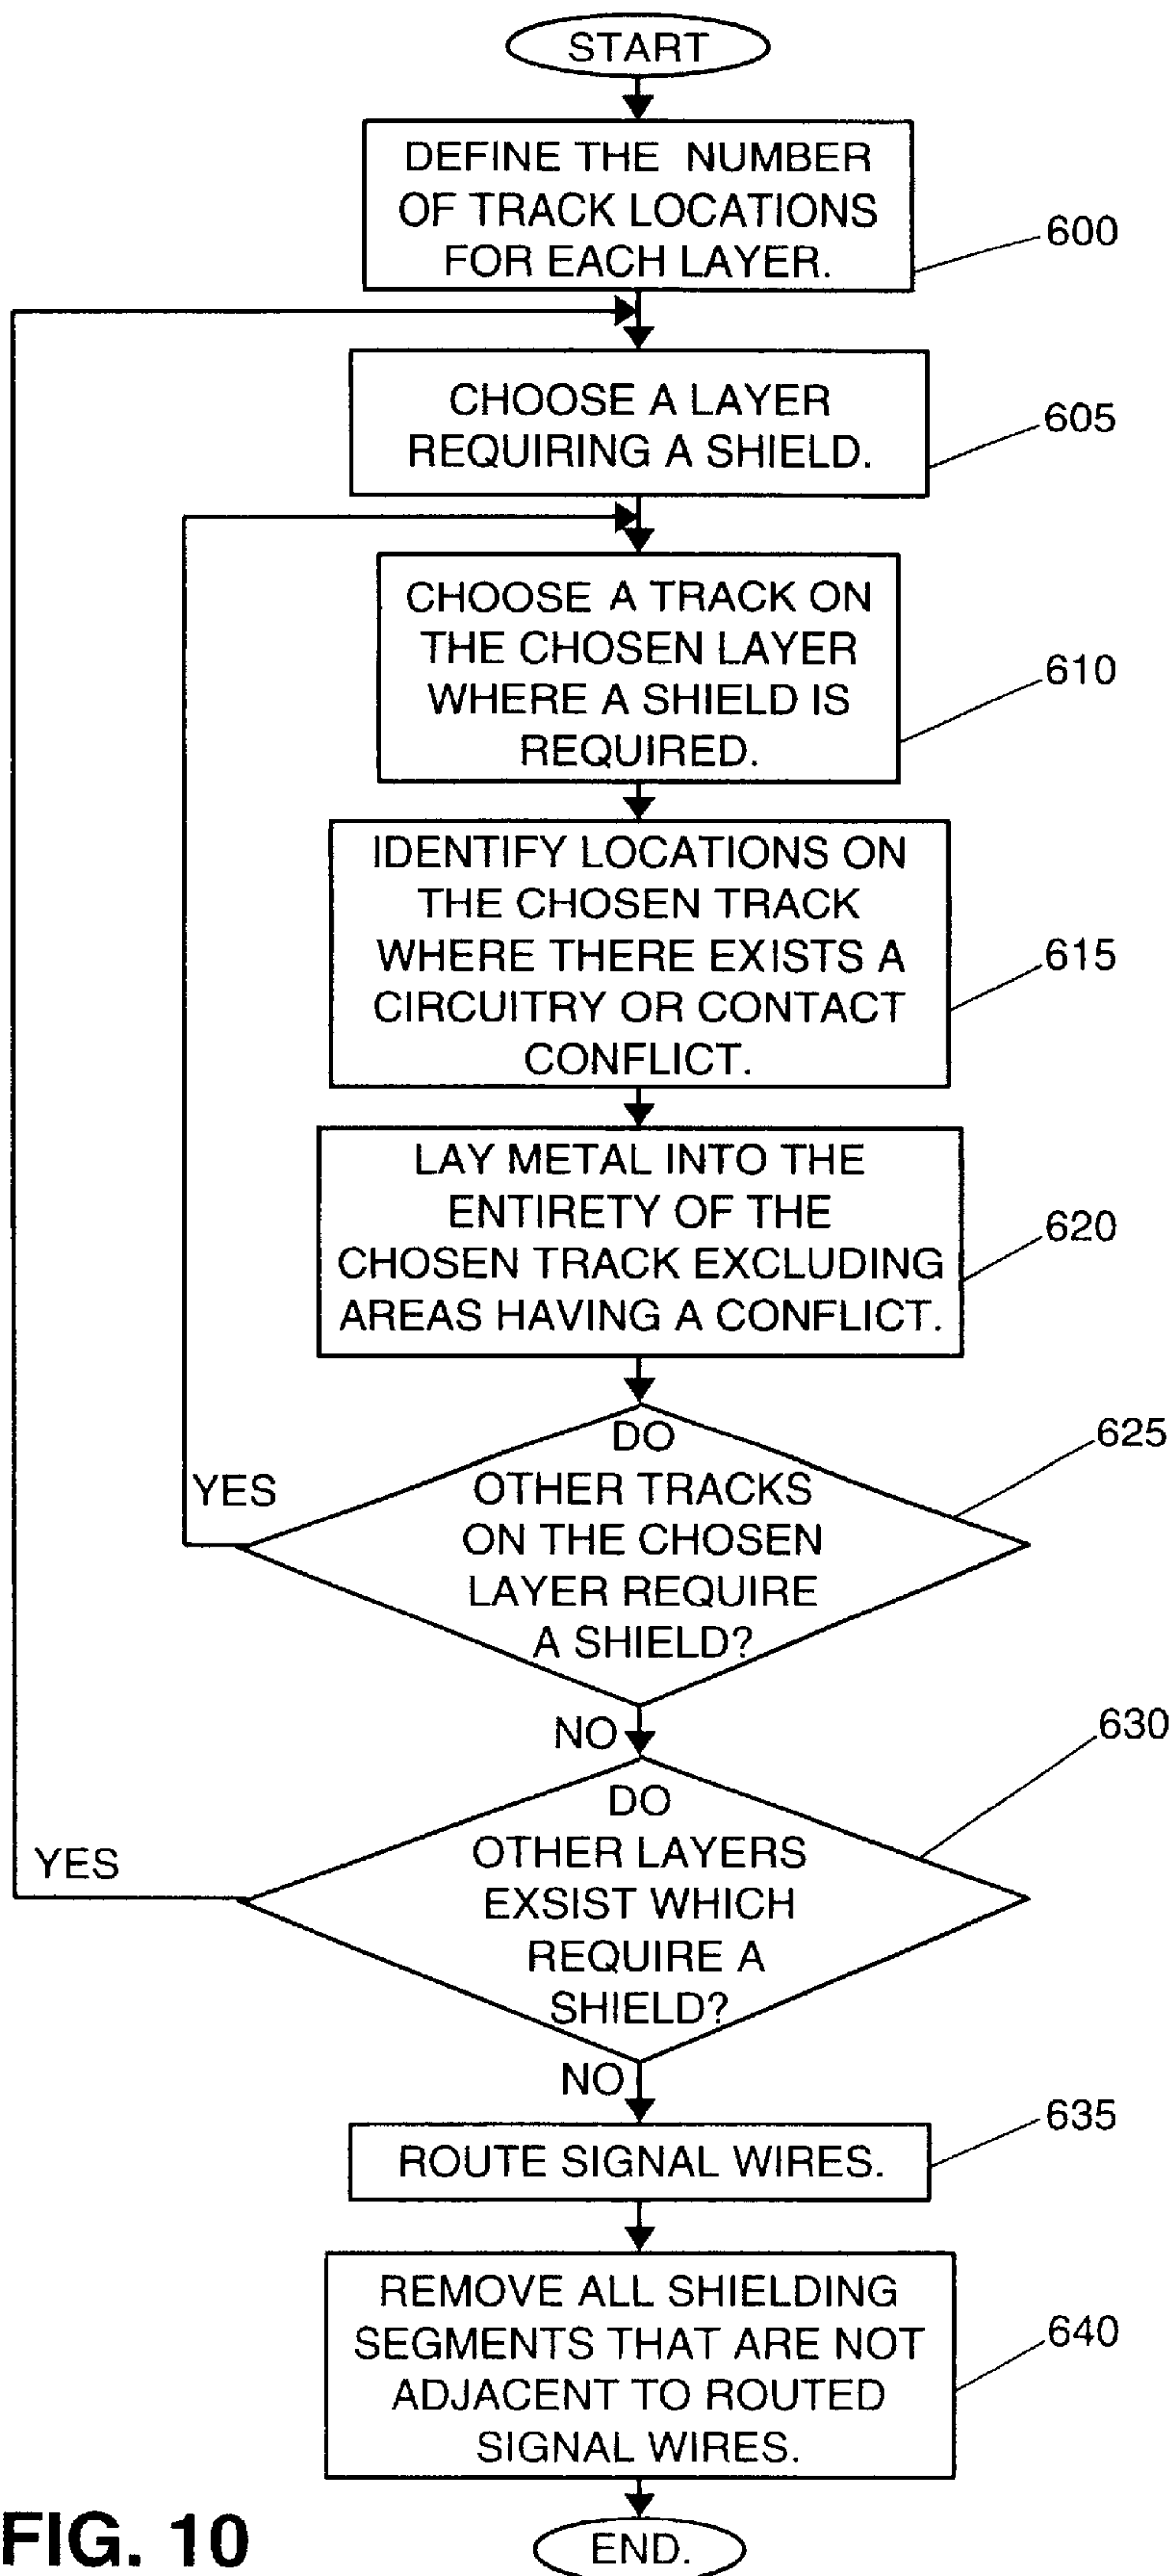 START
DEFINE THE NUMBER
OF TRACK LOCATIONS
FOR EACH LAYER.
600
CHOOSE A LAYER
REQUIRING A SHIELD.
605
CHOOSE A TRACK ON
THE CHOSEN LAYER
WHERE A SHIELD IS
REQUIRED.
610
IDENTIFY LOCATIONS ON
THE CHOSEN TRACK
WHERE THERE EXISTS A
CIRCUITRY OR CONTACT
CONFLICT.
615
LAY METAL INTO THE
ENTIRETY OF THE
CHOSEN TRACK EXCLUDING
AREAS HAVING A CONFLICT.
620
DO
OTHER TRACKS
ON THE CHOSEN
LAYER REQUIRE
A SHIELD?
625
YES
NO
DO
OTHER LAYERS
EXSIST WHICH
REQUIRE A
SHIELD?
630
YES
NO
ROUTE SIGNAL WIRES.
635
REMOVE ALL SHIELDING
SEGMENTS THAT ARE NOT
ADJACENT TO ROUTED
SIGNAL WIRES.
640
END.
FIG. 10